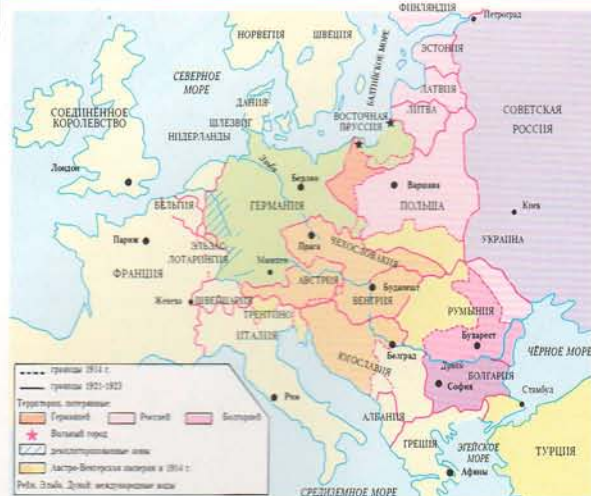 ФИНЛЯНДИЯ
Петроград
НОРВЕГИЯ
ШВЕЦИЯ
ЭСТОНИЯ
БАЛТИЙСКОЕ МОРЕ
СЕВЕРНОЕ
МОРЕ
ЛАТВИЯ
ДАНИЯ
ЛИТВА
СОВЕТСКАЯ
РОССИЯ
СОЕДИНЁННОЕ
КОРОЛЕВСТВО
ШЛЕЗВИГ
ВОСТОЧНАЯ
ПРУССИЯ
НИДЕРЛАНДЫ
Эльба
Лондон
Берлин
Варшава
БЕЛЬГИЯ
ГЕРМАНИЯ
ПОЛЬША
Киев
УКРАИНА
Париж
ЭЛЬЗАС
ЛОТАРИНГИЯ
Прага
ЧЕХОСЛОВАКИЯ
Мюнхен
ФРАНЦИЯ
АВСТРИЯ
Будапешт
ВЕНГРИЯ
Женева
ШВЕЙЦАРИЯ
РУМЫНИЯ
ТРЕНТИНО
ИТАЛИЯ
Бухарест
Белград
ЮГОСЛАВИЯ
ЧЁРНОЕ МОРЕ
Дунай
БОЛГАРИЯ
София
Стамбул
Рим
АЛБАНИЯ
ГРЕЦИЯ
ЭГЕЙСКОЕ
МОРЕ
ТУРЦИЯ
Афины
СРЕДИЗЕМНОЕ МОРЕ
границы 1914 г.
границы 1921-1923
Территории, потерянные:
Германией Россией Болгарией
Вольный город
демилитаризованные зоны
Австро-Венгерская империя в 1914 г.
Рейн, Эльба, Дунай: международные воды